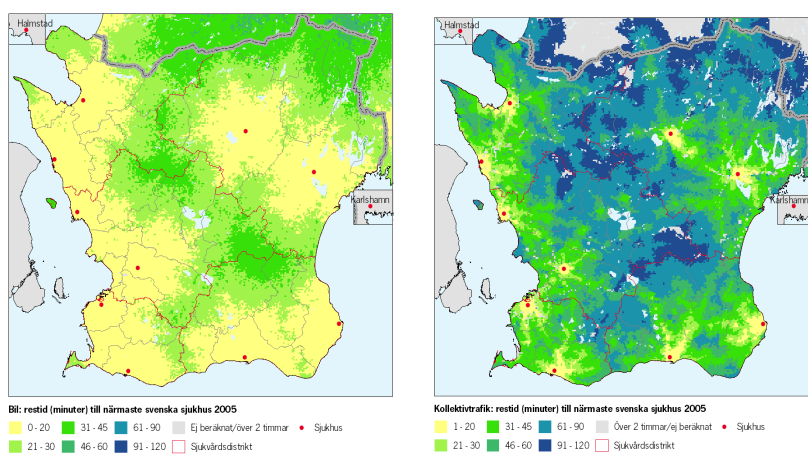 Halmstad
Karlshamn
Bil: restid (minuter) till närmaste svenska sjukhus 2005
0 - 20
31 - 45
61 - 90
Ej beräknat/över 2 timmar
Sjukhus
21 - 30
46 - 60
91 - 120
Sjukvårdsdistrikt
Halmstad
Karlshamn
Kollektivtrafik: restid (minuter) till närmaste svenska sjukhus 2005
1 - 20
31 - 45
61 - 90
Över 2 timmar/ej beräknat
Sjukhus
21 - 30
46 - 60
91 - 120
Sjukvårdsdistrikt